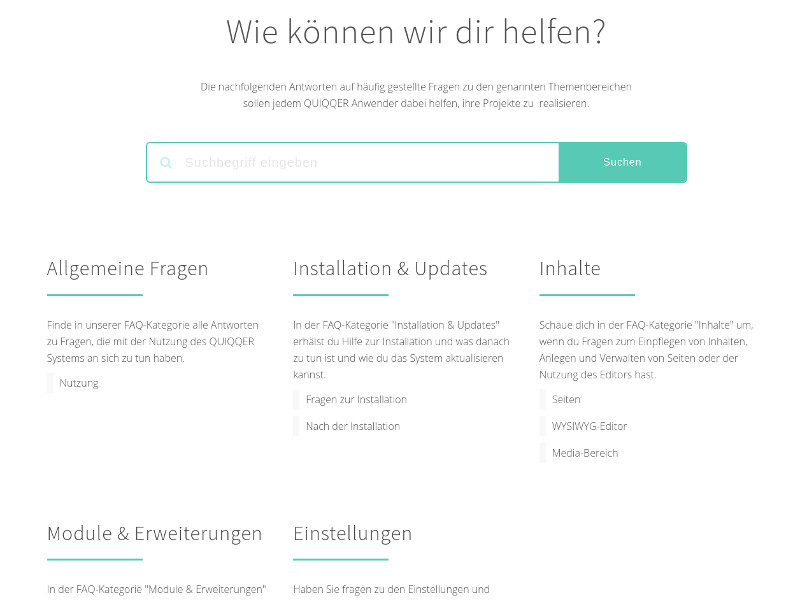 Wie können wir dir helfen?
Die nachfolgenden Antworten auf häufig gestellte Fragen zu den genannten Themenbereichen
sollen jedem QUIQQER Anwender dabei helfen, ihre Projekte zu realisieren.
Suchbegriff eingeben
Suchen
Allgemeine Fragen
Finde in unserer FAQ-Kategorie alle Antworten
zu Fragen, die mit der Nutzung des QUIQQER
Systems an sich zu tun haben.
Nutzung
Installation & Updates
In der FAQ-Kategorie "Installation & Updates"
erhälst du Hilfe zur Installation und was danach
zu tun ist und wie du das System aktualisieren
kannst.
Fragen zur Installation
Nach der Installation
Inhalte
Schaue dich in der FAQ-Kategorie "Inhalte" um,
wenn du Fragen zum Einpflegen von Inhalten,
Anlegen und Verwalten von Seiten oder der
Nutzung des Editors hast.
Seiten
WYSIWYG-Editor
Media-Bereich
Module & Erweiterungen
In der FAQ-Kategorie "Module & Erweiterungen"
Einstellungen
Haben Sie fragen zu den Einstellungen und